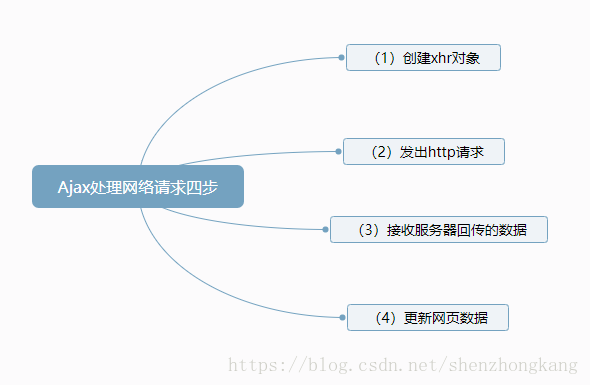 Ajax处理网络请求四步
（1）创建xhr对象
（2）发出http请求
（3）接收服务器回传的数据
（4）更新网页数据
https://blog.csdn.net/shenzhongkang